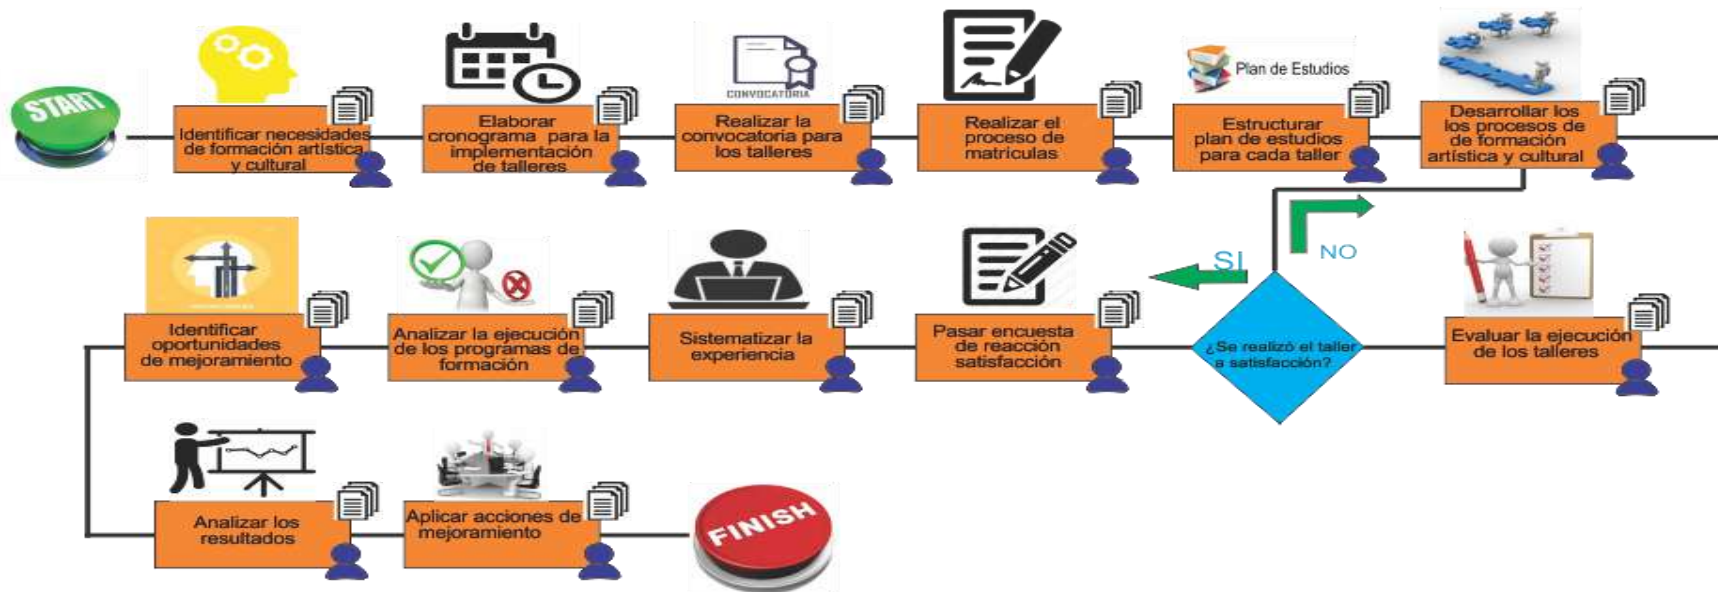 START
Identificar necesidades
de formación artística
y cultural
Elaborar
cronograma para la
implementación
de talleres
CONVOCATORIA
Realizar la
convocatoria para
los talleres
Realizar el
proceso de
matrículas
Plan de Estudios
Estructurar
plan de estudios
para cada taller
Desarrollar los
los procesos de
de formación
artística y cultural
Identificar
oportunidades
de mejoramiento
Analizar la ejecución
de los programas de
formación
Sistematizar la
experiencia
Pasar encuesta
de reacción
satisfacción
SI
NO
¿Se realizó el taller
a satisfacción?
Evaluar la ejecución
de los talleres
Analizar los
resultados
Aplicar acciones de
mejoramiento
FINISH